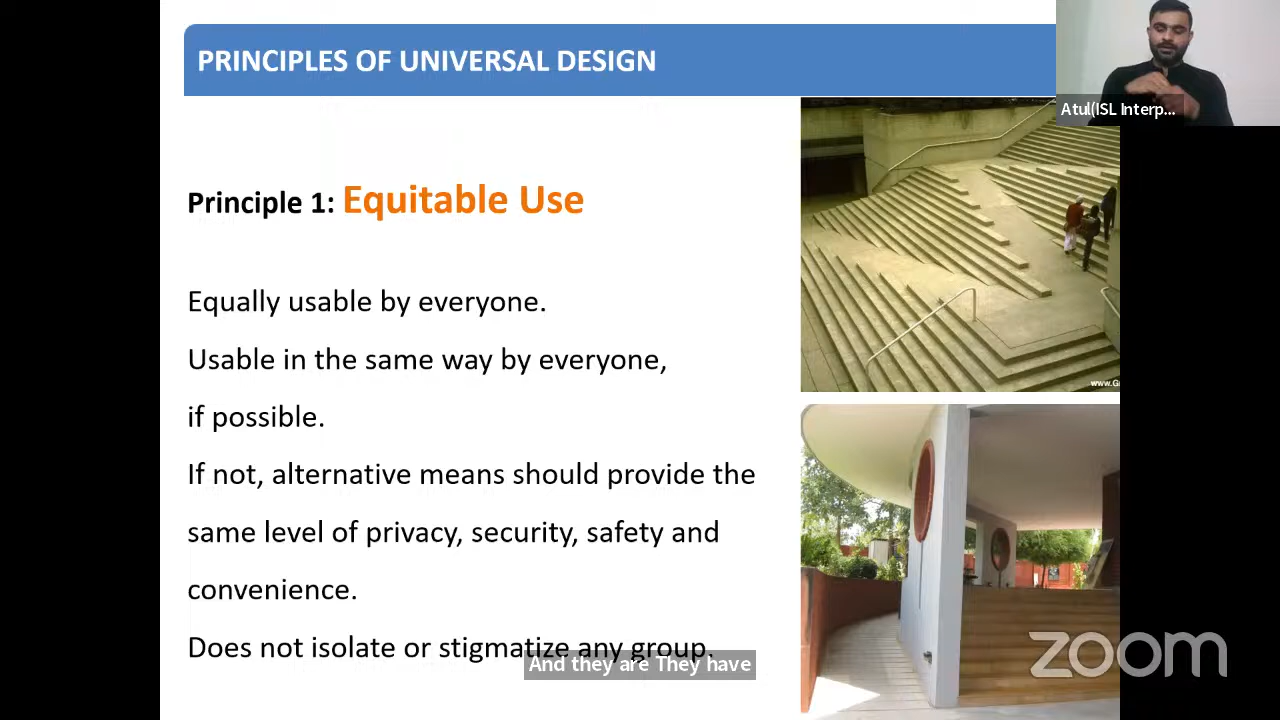 PRINCIPLES OF UNIVERSAL DESIGN
Atul(ISL Interp...
Principle 1: Equitable Use
Equally usable by everyone.
Usable in the same way by everyone,
if possible.
If not, alternative means should provide the
same level of privacy, security, safety and
convenience.
Does not isolate or stigmatize any group.
And they are They have
www.G
zoom